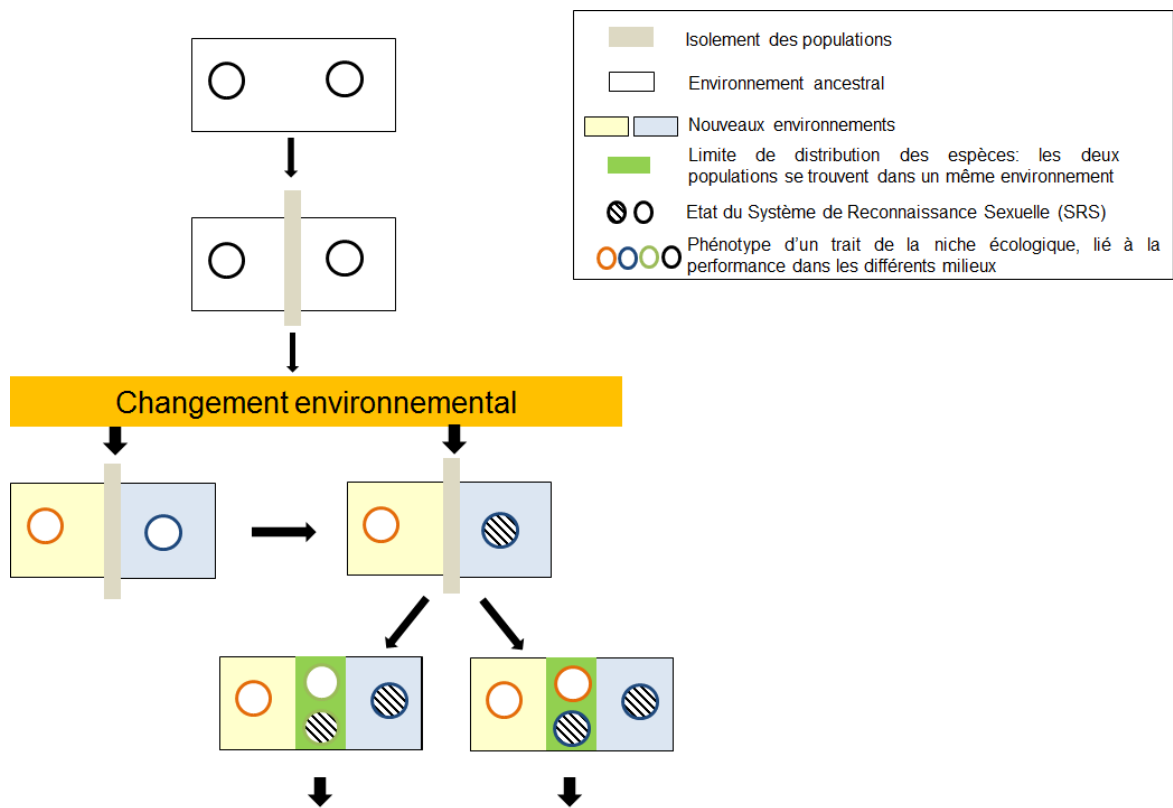 Isolement des populations
Environnement ancestral
Nouveaux environnements
Limite de distribution des espèces: les deux
populations se trouvent dans un même environnement
Etat du Système de Reconnaissance Sexuelle (SRS)
Phénotype d'un trait de la niche écologique, lié à la
performance dans les différents milieux
Changement environnemental